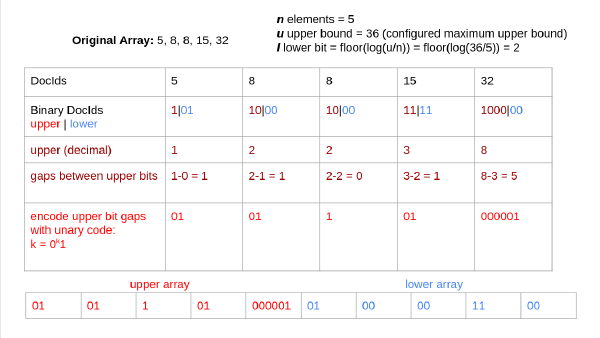 Original Array: 5, 8, 8, 15, 32
n elements = 5
u upper bound = 36 (configured maximum upper bound)
l lower bit = floor(log(u/n)) = floor(log(36/5)) = 2
DocIds 5 8 8 15 32
Binary DocIds 1|01 10|00 10|00 11|11 1000|00
upper | lower
upper (decimal) 1 2 2 3 8
gaps between upper bits 1-0 = 1 2-1 = 1 2-2 = 0 3-2 = 1 8-3 = 5
encode upper bit gaps 01 01 1 01 000001
with unary code:
k = 0ᵏ1
upper array lower array
01 01 1 01 000001 01 00 00 11 00